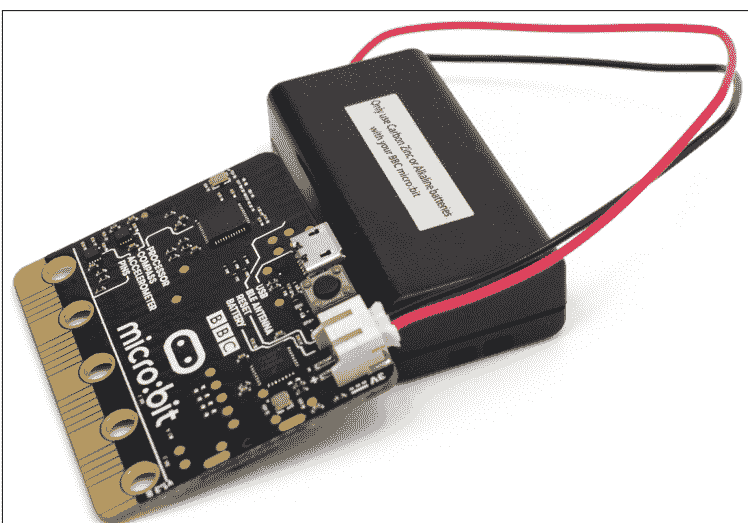 Only use Carbon Zinc or Alkaline batteries
with your BBC micro:bit
PROCESSOR
COMPASS
ACCELEROMETER
PINS
USB
BLE ANTENNA
RESET
BATTERY
BBC
micro:bit
3V